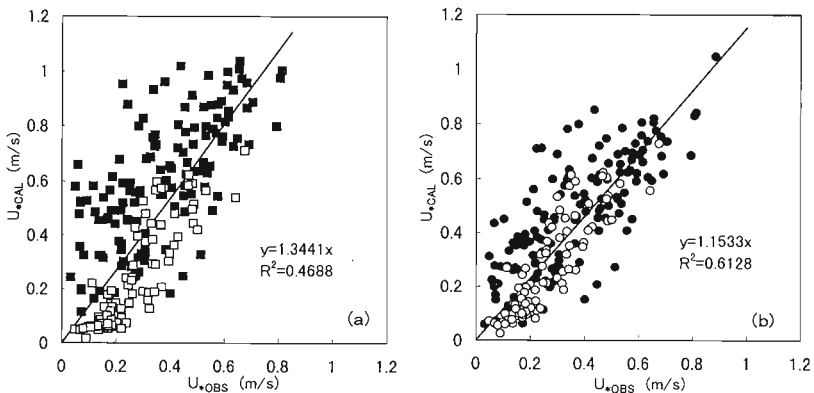 1.2
1
0.8
0.6
0.4
0.2
0
U*CAL (m/s)
y=1.3441x
R²=0.4688
(a)
0 0.2 0.4 0.6 0.8 1 1.2
U*OBS (m/s)
1.2
1
0.8
0.6
0.4
0.2
0
U*CAL (m/s)
y=1.1533x
R²=0.6128
(b)
0 0.2 0.4 0.6 0.8 1 1.2
U*OBS (m/s)